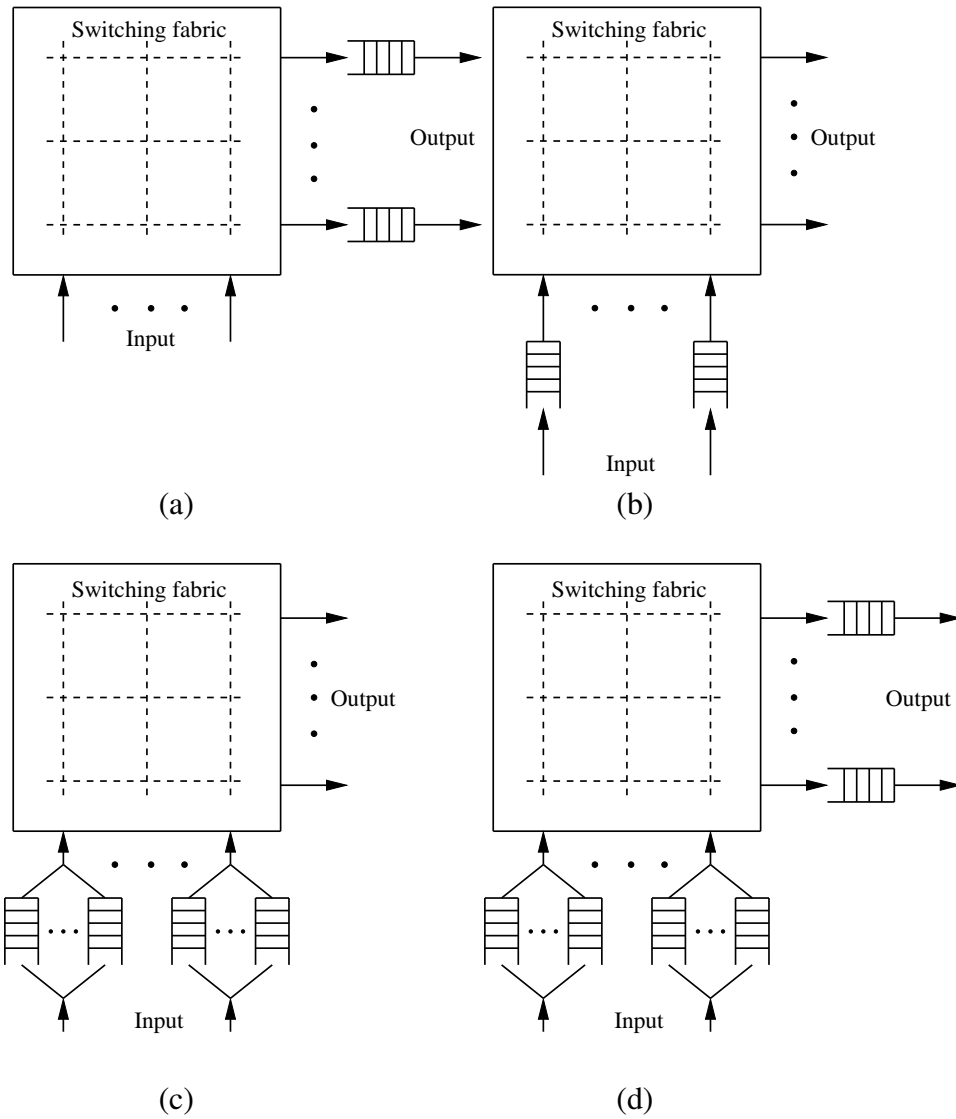 Switching fabric
Output
Input
(a)
Switching fabric
Output
Input
(b)
Switching fabric
Output
Input
(c)
Switching fabric
Output
Input
(d)